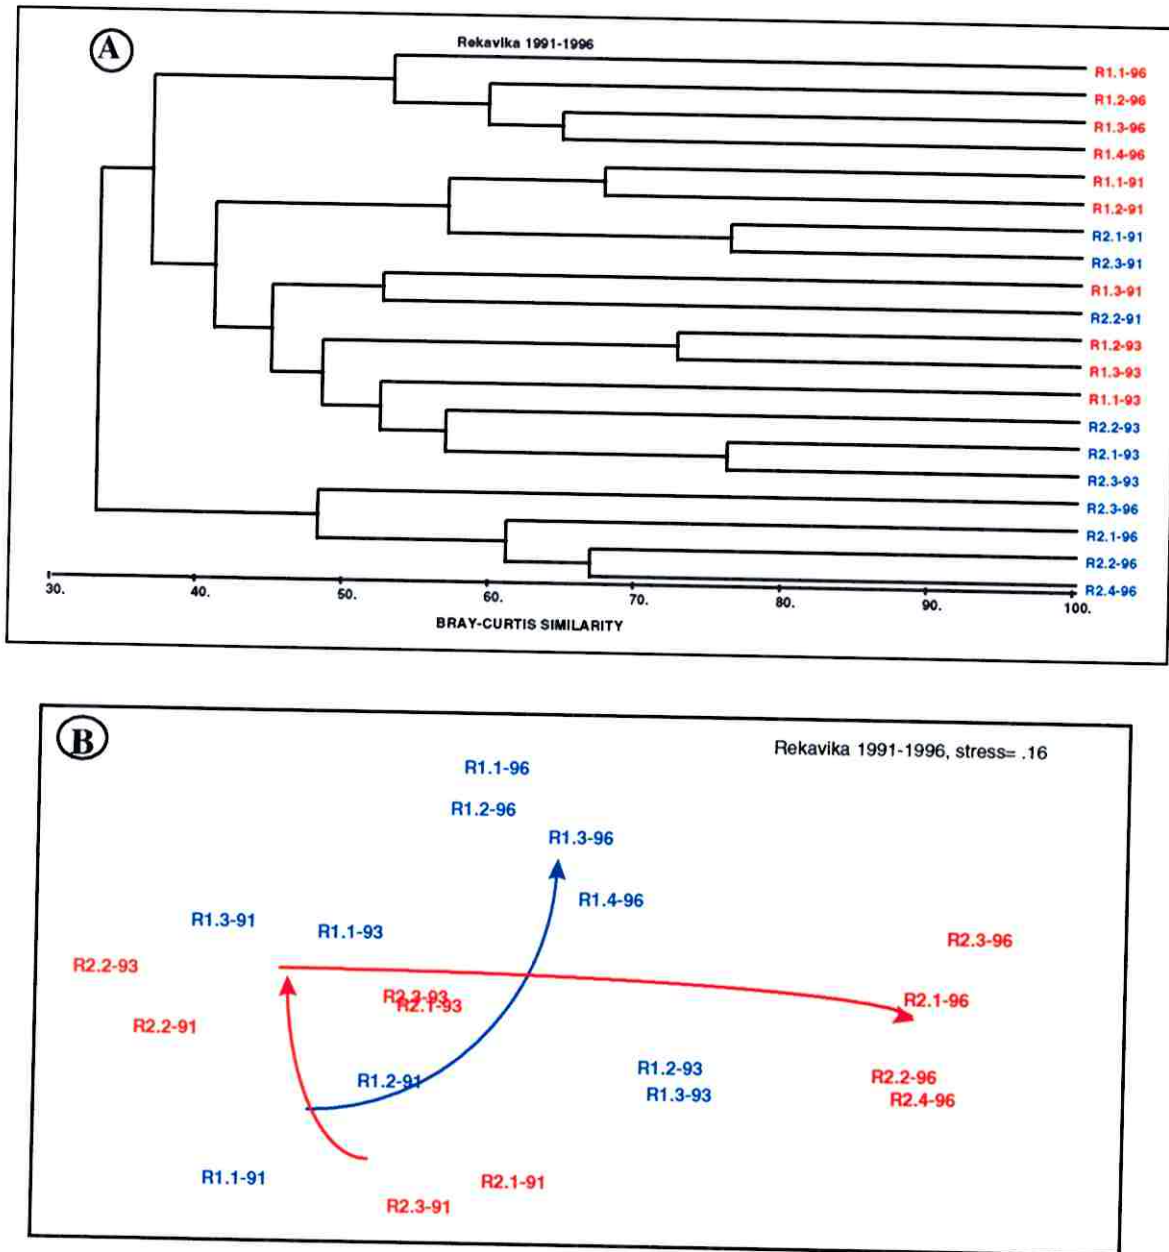 A
Rekavika 1991-1996
R1.1-96
R1.2-96
R1.3-96
R1.4-96
R1.1-91
R1.2-91
R2.1-91
R2.3-91
R1.3-91
R2.2-91
R1.2-93
R1.3-93
R1.1-93
R2.2-93
R2.1-93
R2.3-93
R2.3-96
R2.1-96
R2.2-96
R2.4-96
30. 40. 50. 60. 70. 80. 90. 100.
BRAY-CURTIS SIMILARITY
B
Rekavika 1991-1996, stress= .16
R1.1-96
R1.2-96
R1.3-96
R1.4-96
R1.3-91
R1.1-93
R2.3-96
R2.2-93
R2.1-93
R2.1-96
R2.2-91
R1.2-91
R1.2-93
R2.2-96
R1.3-93
R2.4-96
R1.1-91
R2.1-91
R2.3-91